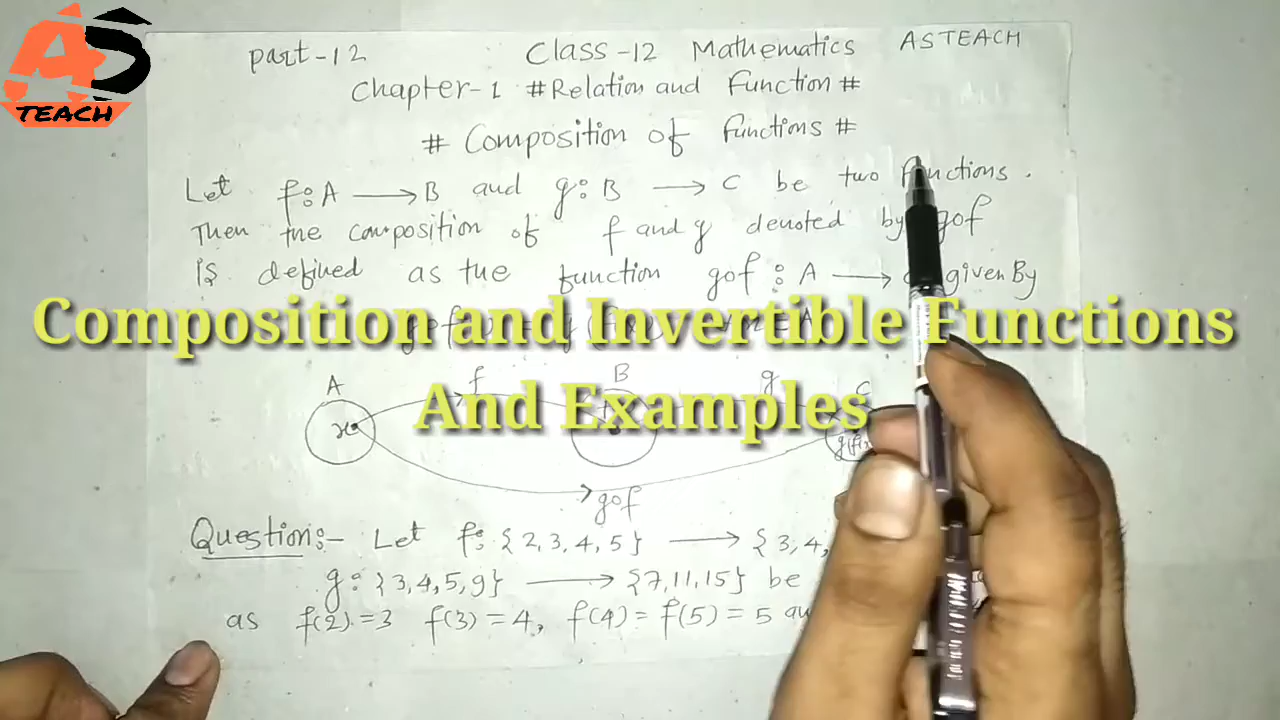 AS
TEACH
part-12 Class-12 Mathematics ASTEACH
Chapter-1 #Relation and Function #
# Composition of functions #
Let f: A → B and g: B → C be two functions.
Then the composition of f and g denoted by gof
is defined as the function gof : A → given By
Composition and Invertible Functions
And Examples
A f B g C
x g(f(x
gof
Question:- Let f: {2,3,4,5} → {3,4,
g: {3,4,5,9} → {7,11,15} be
as f(2)=3 f(3)=4, f(4)=f(5)=5